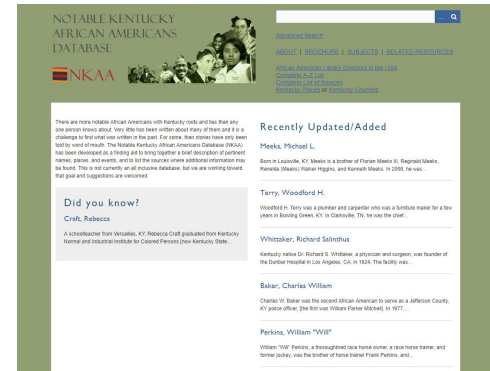 NOTABLE KENTUCKY
AFRICAN AMERICANS
DATABASE
NKAA
...
Advanced Search
ABOUT | BROCHURE | SUBJECTS | RELATED RESOURCES
African American Library Directors in the USA
Complete A-Z List
Complete List of Sources
Kentucky Places or Kentucky Counties
There are more notable African Americans with Kentucky roots and ties than any
one person knows about. Very little has been written about many of them and it is a
challenge to find what was written in the past. For some, their stories have only been
told by word of mouth. The Notable Kentucky African Americans Database (NKAA)
has been developed as a finding aid to bring together a brief description of pertinent
names, places, and events, and to list the sources where additional information may
be found. This is not currently an all inclusive database, but we are working toward
that goal and suggestions are welcomed.
Did you know?
Craft, Rebecca
A schoolteacher from Versailles, KY, Rebecca Craft graduated from Kentucky
Normal and Industrial Institute for Colored Persons [now Kentucky State...
Recently Updated/Added
Meeks, Michael L.
Born in Louisville, KY, Meeks is a brother of Florian Meeks III, Reginald Meeks,
Renelda (Meeks) Walker Higgins, and Kenneth Meeks. In 2008, he was...
Terry, Woodford H.
Woodford H. Terry was a plumber and carpenter who was a furniture maker for a few
years in Bowling Green, KY. In Clarksville, TN, he was the chief...
Whittaker, Richard Salinthus
Kentucky native Dr. Richard S. Whittaker, a physician and surgeon, was founder of
the Dunbar Hospital in Los Angeles, CA, in 1924. The facility was...
Baker, Charles William
Charles W. Baker was the second African American to serve as a Jefferson County,
KY police officer, [the first was William Parker Mitchell]. In 1977,...
Perkins, William "Will"
William "Will" Perkins, a thoroughbred race horse owner, a race horse trainer, and
former jockey, was the brother of horse trainer Frank Perkins, and...